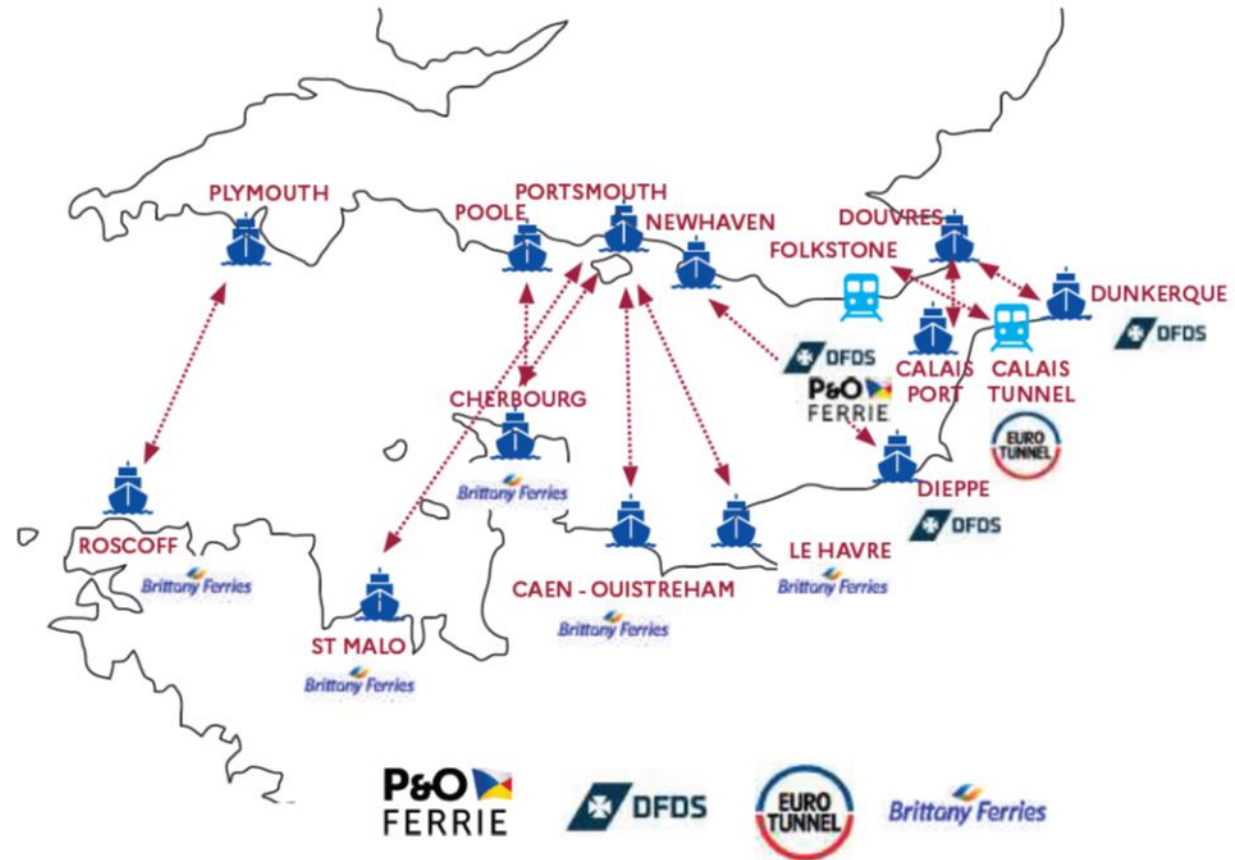 PLYMOUTH
PORTSMOUTH
POOLE
NEWHAVEN
DOUVRES
FOLKSTONE
DUNKERQUE
DFDS
DFDS
P&O
FERRIE
CALAIS
PORT
CALAIS
TUNNEL
EURO
TUNNEL
CHERBOURG
Brittany Ferries
DIEPPE
DFDS
ROSCOFF
Brittany Ferries
LE HAVRE
Brittany Ferries
CAEN - OUISTREHAM
Brittany Ferries
ST MALO
Brittany Ferries
P&O
FERRIE
DFDS
EURO
TUNNEL
Brittany Ferries